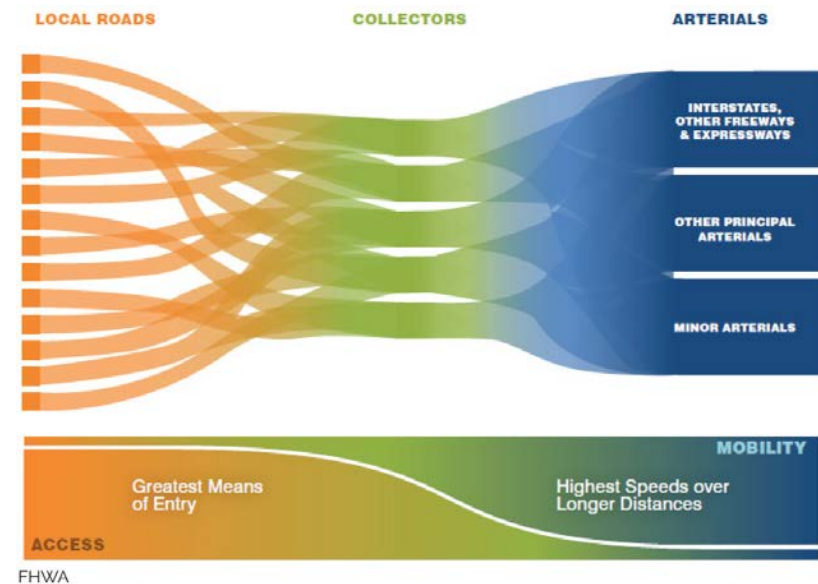 LOCAL ROADS
COLLECTORS
ARTERIALS
INTERSTATES,
OTHER FREEWAYS
& EXPRESSWAYS
OTHER PRINCIPAL
ARTERIALS
MINOR ARTERIALS
MOBILITY
Greatest Means
of Entry
Highest Speeds over
Longer Distances
ACCESS
FHWA